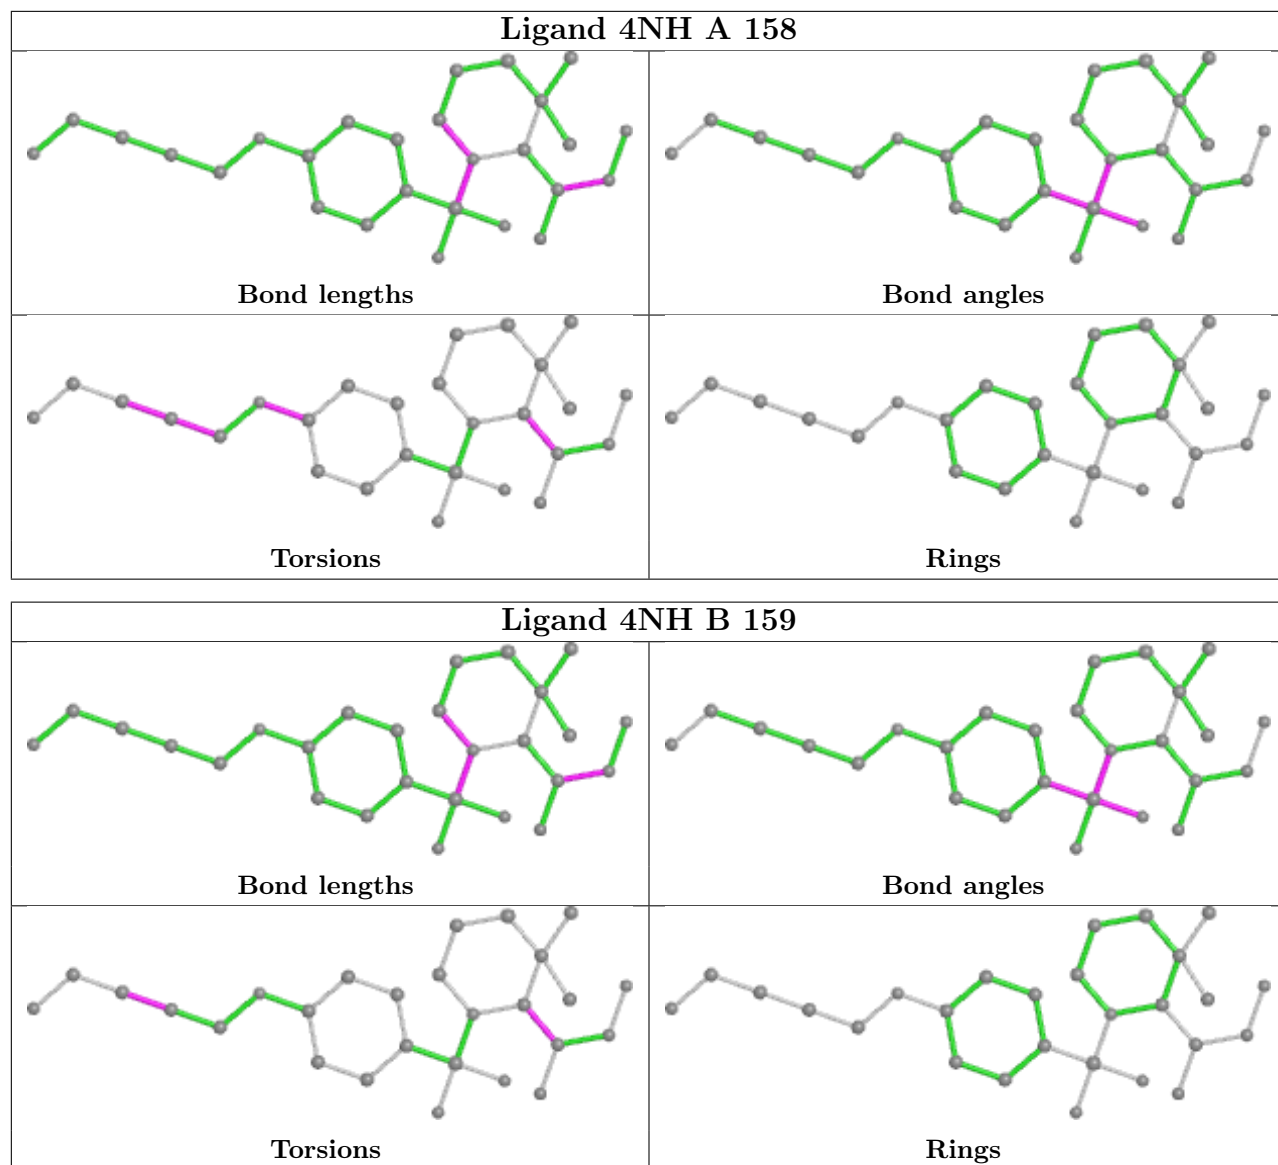 Ligand 4NH A 158
Bond lengths
Bond angles
Torsions
Rings
Ligand 4NH B 159
Bond lengths
Bond angles
Torsions
Rings